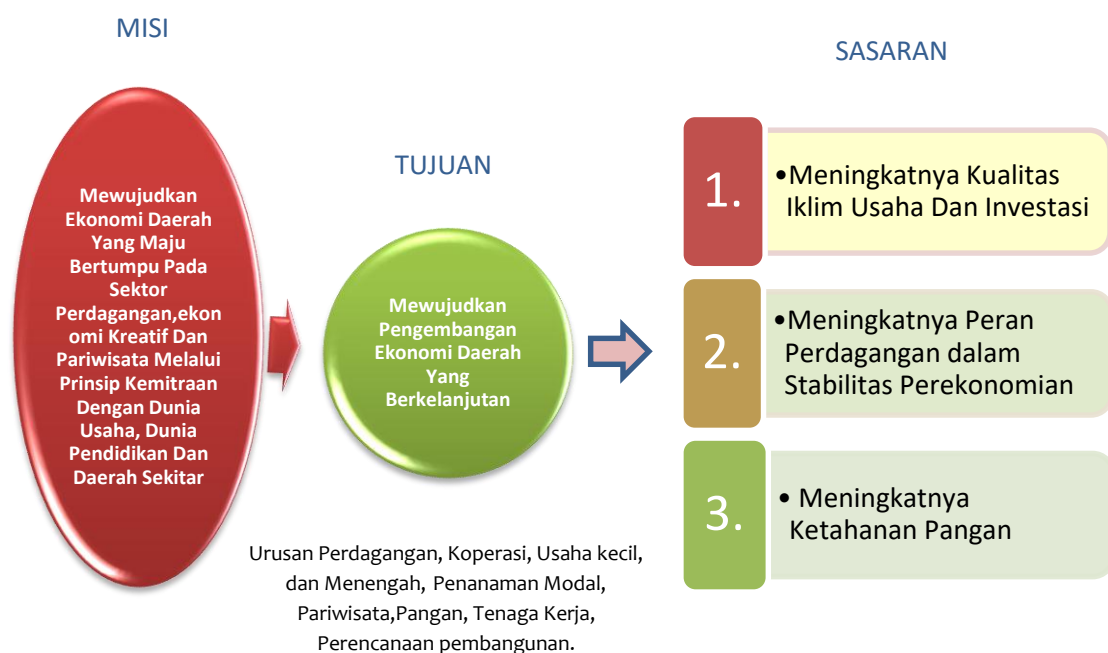 MISI
Mewujudkan
Ekonomi Daerah
Yang Maju
Bertumpu Pada
Sektor
Perdagangan,ekon
omi Kreatif Dan
Pariwisata Melalui
Prinsip Kemitraan
Dengan Dunia
Usaha, Dunia
Pendidikan Dan
Daerah Sekitar
TUJUAN
Mewujudkan
Pengembangan
Ekonomi Daerah
Yang
Berkelanjutan
Urusan Perdagangan, Koperasi, Usaha kecil,
dan Menengah, Penanaman Modal,
Pariwisata,Pangan, Tenaga Kerja,
Perencanaan pembangunan.
SASARAN
1.
•Meningkatnya Kualitas
Iklim Usaha Dan Investasi
2.
•Meningkatnya Peran
Perdagangan dalam
Stabilitas Perekonomian
3.
• Meningkatnya
Ketahanan Pangan